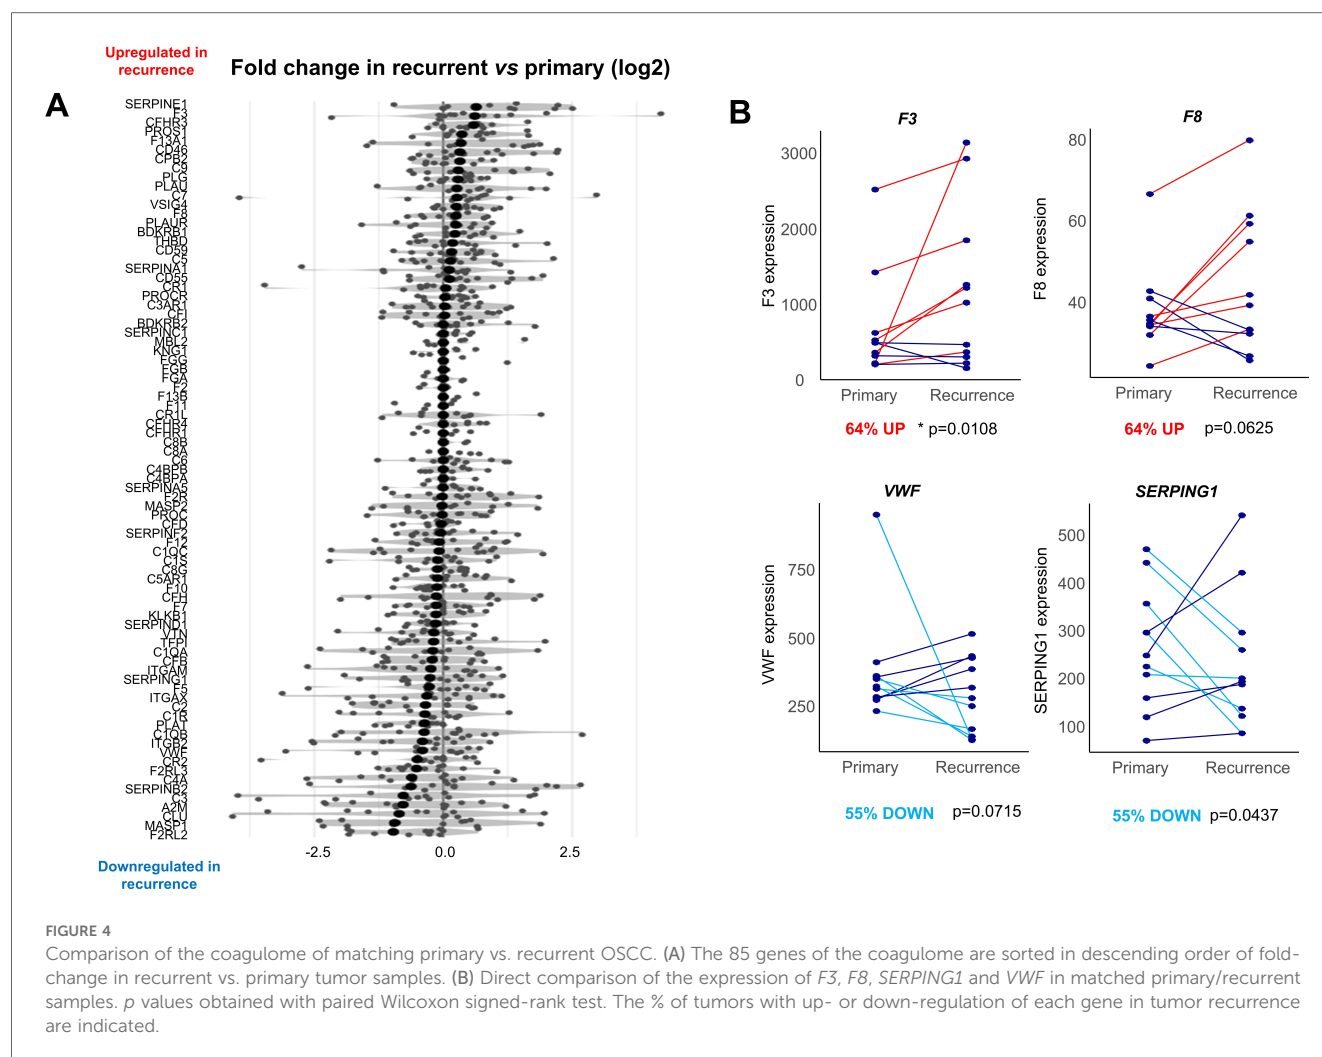 Upregulated in
recurrence
Fold change in recurrent vs primary (log2)
A
SERPINE1
F3
CFHR3
PROS1
F13A1
CD46
CPB2
C9
PLG
PLAU
C7
VSIG4
F8
PLAUR
BDKRB1
THBD
CD59
C5
SERPINA1
CD55
CR1
PROCR
C3AR1
CFI
BDKRB2
SERPINC1
MBL2
KNG1
FGG
FGB
FGA
F2
F13B
F11
CR1L
CFHR4
CFHR1
C8B
C8A
C6
C4BPB
C4BPA
SERPINA5
F2R
MASP2
PROC
CFD
SERPINF2
F12
C1QC
C1S
C8G
C5AR1
F10
CFH
F7
KLKB1
SERPIND1
VTN
TFPI
C1QA
CFB
ITGAM
SERPING1
F5
ITGAX
C2
C1R
PLAT
C1QB
ITGB2
VWF
CR2
F2RL3
C4A
SERPINB2
C3
A2M
CLU
MASP1
F2RL2
-2.5 0.0 2.5
Downregulated in
recurrence
B
F3
F3 expression
3000
2000
1000
0
Primary Recurrence
64% UP * p=0.0108
F8
F8 expression
80
60
40
Primary Recurrence
64% UP p=0.0625
VWF
VWF expression
750
500
250
Primary Recurrence
55% DOWN p=0.0715
SERPING1
SERPING1 expression
500
400
300
200
100
Primary Recurrence
55% DOWN p=0.0437
FIGURE 4
Comparison of the coagulome of matching primary vs. recurrent OSCC. (A) The 85 genes of the coagulome are sorted in descending order of fold-
change in recurrent vs. primary tumor samples. (B) Direct comparison of the expression of F3, F8, SERPING1 and VWF in matched primary/recurrent
samples. p values obtained with paired Wilcoxon signed-rank test. The % of tumors with up- or down-regulation of each gene in tumor recurrence
are indicated.